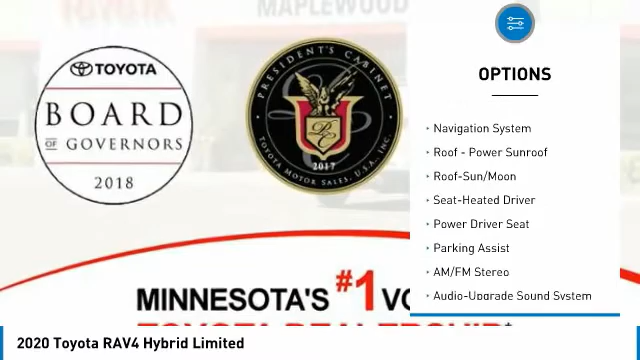 MAPLEWOOD
TOYOTA
BOARD
OF GOVERNORS
2018
PRESIDENT'S CABINET
PC
2017
TOYOTA MOTOR SALES, U.S.A., INC.
OPTIONS
Navigation System
Roof - Power Sunroof
Roof-Sun/Moon
Seat-Heated Driver
Power Driver Seat
Parking Assist
AM/FM Stereo
Audio-Upgrade Sound System
MINNESOTA'S #1
2020 Toyota RAV4 Hybrid Limited